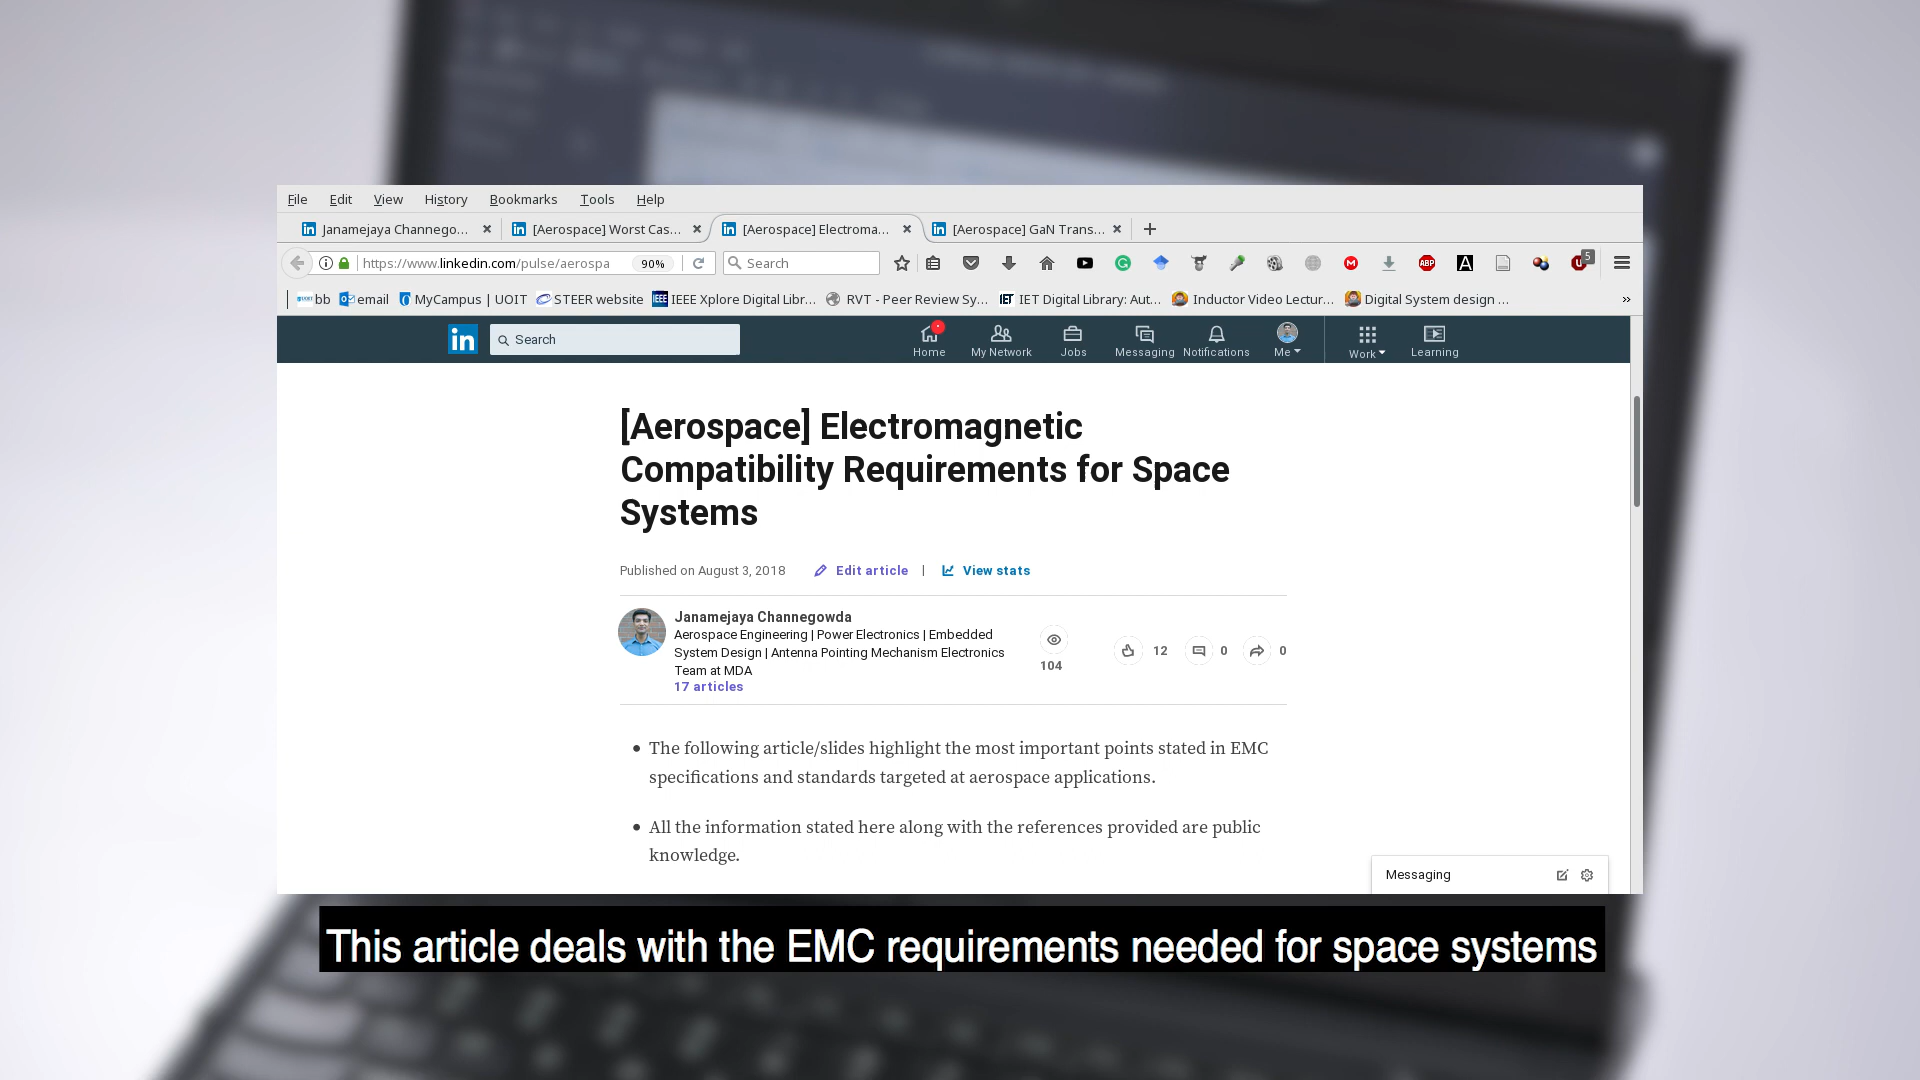 File Edit View History Bookmarks Tools Help
Janamejaya Channego... [Aerospace] Worst Cas... [Aerospace] Electroma... [Aerospace] GaN Trans...
https://www.linkedin.com/pulse/aerospa 90% Search ABP A 5
bb email MyCampus | UOIT STEER website IEEE IEEE Xplore Digital Libr... RVT - Peer Review Sy... IET IET Digital Library: Aut... Inductor Video Lectur... Digital System design ... »
in Search Home My Network Jobs Messaging Notifications Me Work Learning
[Aerospace] Electromagnetic
Compatibility Requirements for Space
Systems
Published on August 3, 2018 Edit article | View stats
Janamejaya Channegowda
Aerospace Engineering | Power Electronics | Embedded
System Design | Antenna Pointing Mechanism Electronics
Team at MDA
17 articles
104 12 0 0
• The following article/slides highlight the most important points stated in EMC
specifications and standards targeted at aerospace applications.
• All the information stated here along with the references provided are public
knowledge.
Messaging
This article deals with the EMC requirements needed for space systems